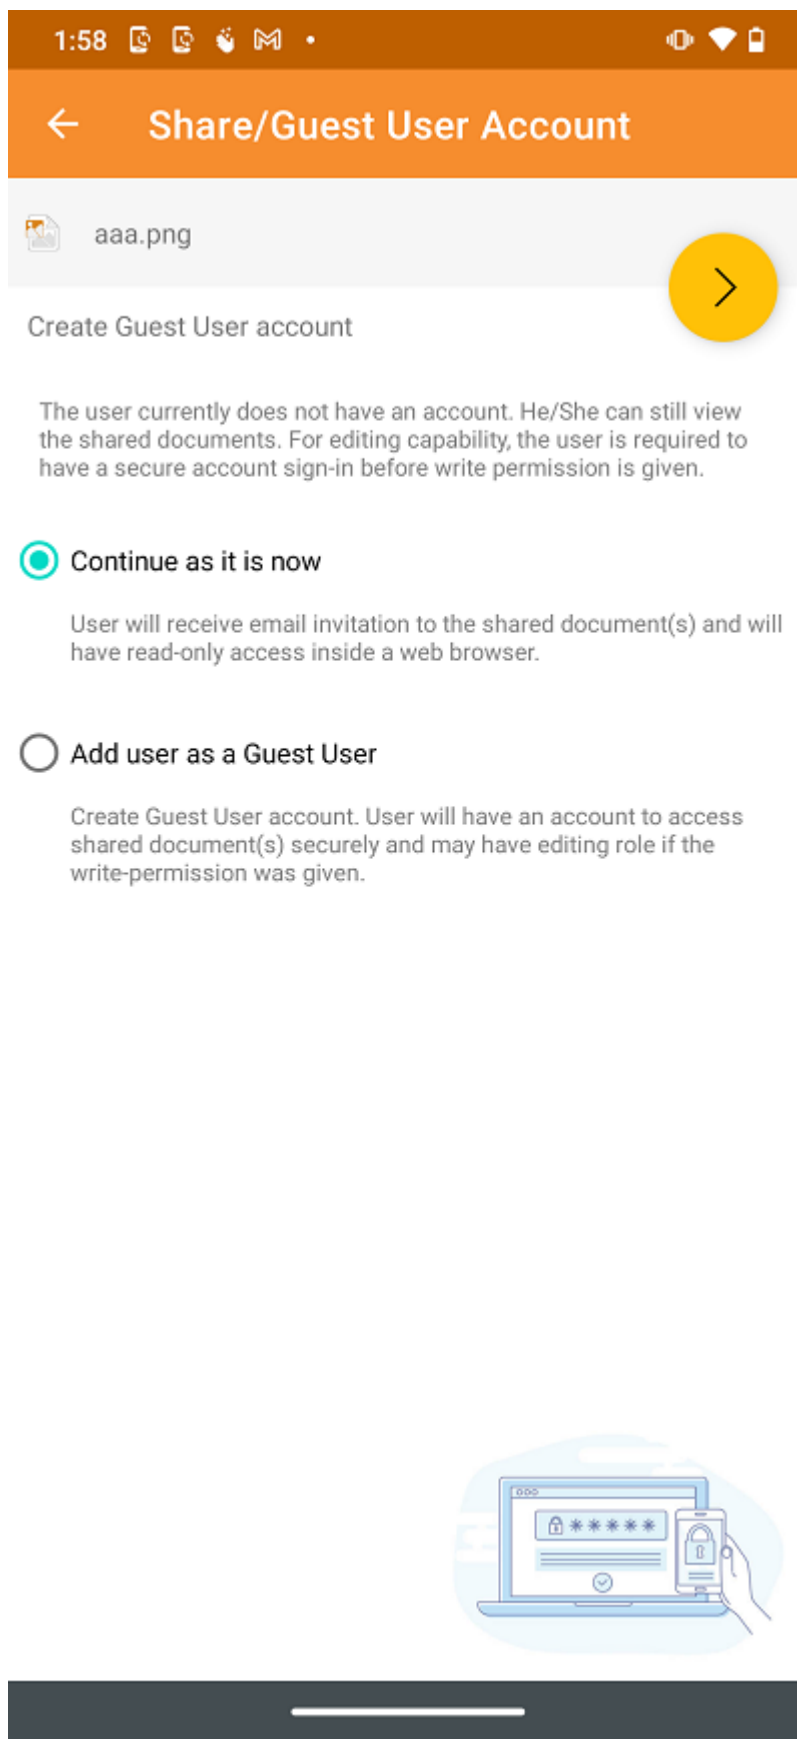 1:58
Share/Guest User Account
aaa.png
Create Guest User account
The user currently does not have an account. He/She can still view
the shared documents. For editing capability, the user is required to
have a secure account sign-in before write permission is given.
Continue as it is now
User will receive email invitation to the shared document(s) and will
have read-only access inside a web browser.
Add user as a Guest User
Create Guest User account. User will have an account to access
shared document(s) securely and may have editing role if the
write-permission was given.
*****